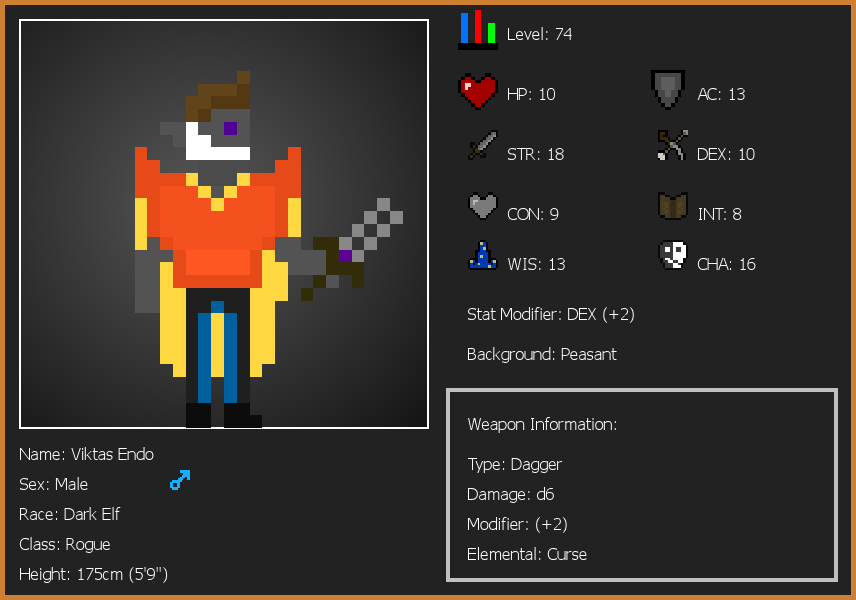 Level: 74
HP: 10
AC: 13
STR: 18
DEX: 10
CON: 9
INT: 8
WIS: 13
CHA: 16
Stat Modifier: DEX (+2)
Background: Peasant
Weapon Information:
Type: Dagger
Damage: d6
Modifier: (+2)
Elemental: Curse
Name: Viktas Endo
Sex: Male
Race: Dark Elf
Class: Rogue
Height: 175cm (5'9")